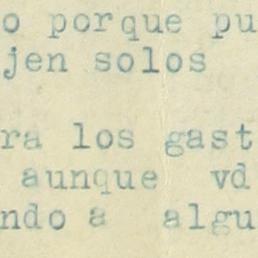 o porque pu
jen solos
ra los gast
aunque vd
ndo a algu